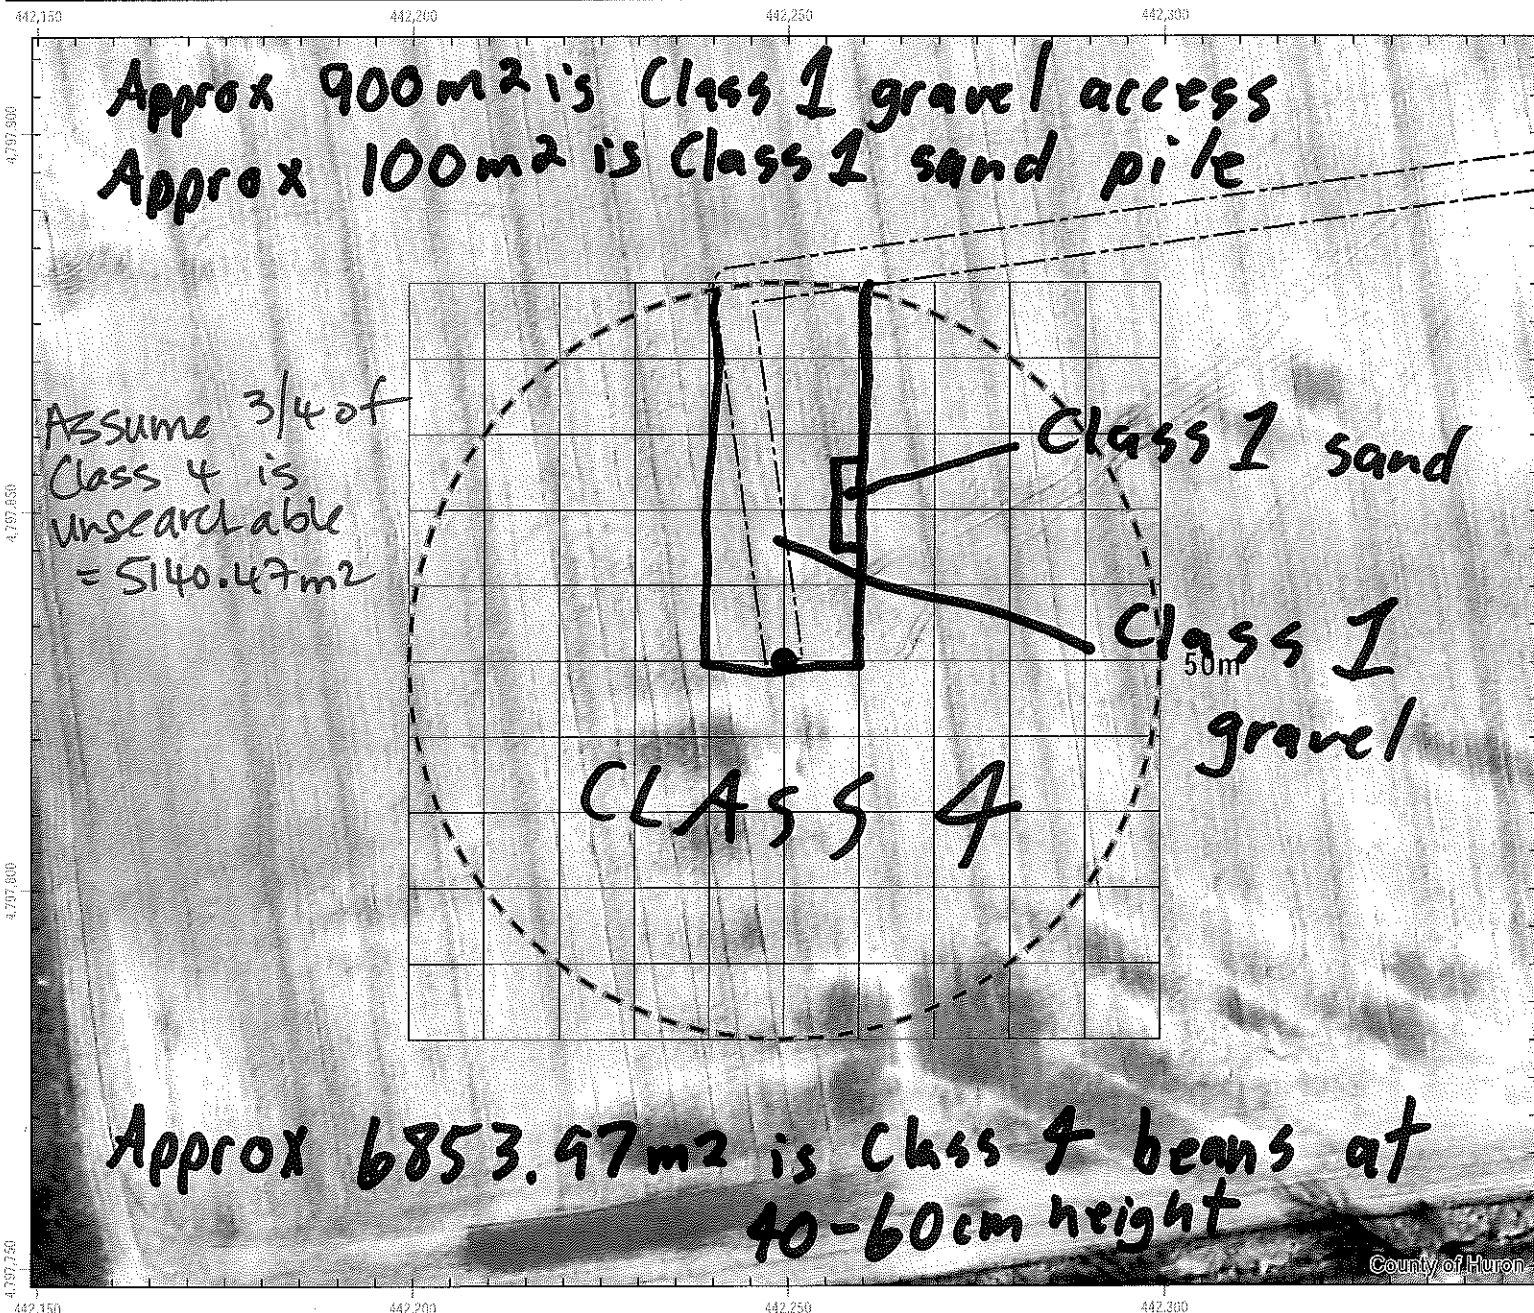 442,150 442,200 442,250 442,300
Approx 900m2 is Class 1 gravel access
4,797,900
Approx 100m2 is Class 1 sand pile
Assume 3/4 of
Class 4 is
unsearchable
= 5140.47m2
Class 1 sand
4,797,850
Class 1
gravel
50m
CLASS 4
4,797,800
Approx 6853.97m2 is Class 4 beans at
40-60cm height
4,797,750
County of Huron
442,150 442,200 442,250 442,300